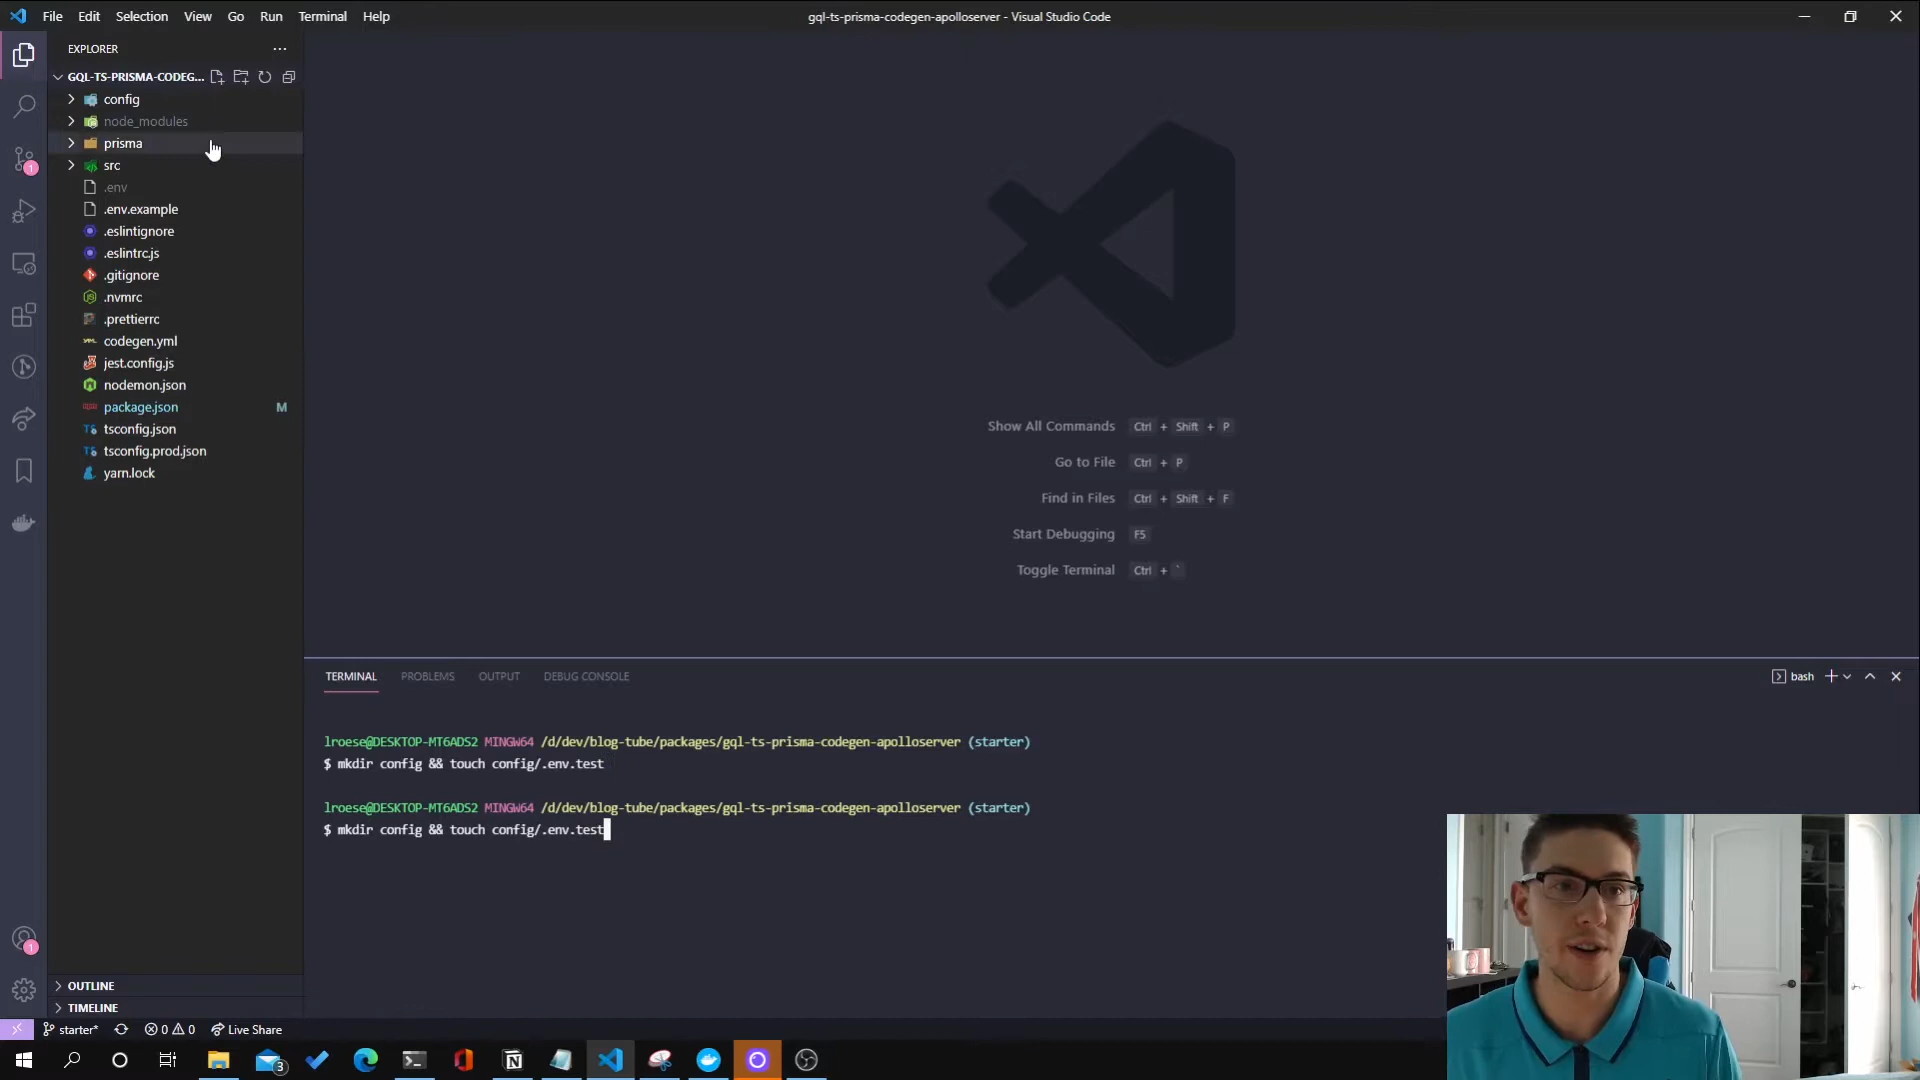 File Edit Selection View Go Run Terminal Help
gql-ts-prisma-codegen-apolloserver - Visual Studio Code
EXPLORER
GQL-TS-PRISMA-CODEG...
config
node_modules
prisma
src
.env
.env.example
.eslintignore
.eslintrc.js
.gitignore
.nvmrc
.prettierrc
codegen.yml
jest.config.js
nodemon.json
package.json M
tsconfig.json
tsconfig.prod.json
yarn.lock
Show All Commands Ctrl + Shift + P
Go to File Ctrl + P
Find in Files Ctrl + Shift + F
Start Debugging F5
Toggle Terminal Ctrl + `
TERMINAL PROBLEMS OUTPUT DEBUG CONSOLE
bash
lroese@DESKTOP-MT6ADS2 MINGW64 /d/dev/blog-tube/packages/gql-ts-prisma-codegen-apolloserver (starter)
$ mkdir config && touch config/.env.test
lroese@DESKTOP-MT6ADS2 MINGW64 /d/dev/blog-tube/packages/gql-ts-prisma-codegen-apolloserver (starter)
$ mkdir config && touch config/.env.test
1
1
OUTLINE
TIMELINE
starter* 0 0 Live Share
3